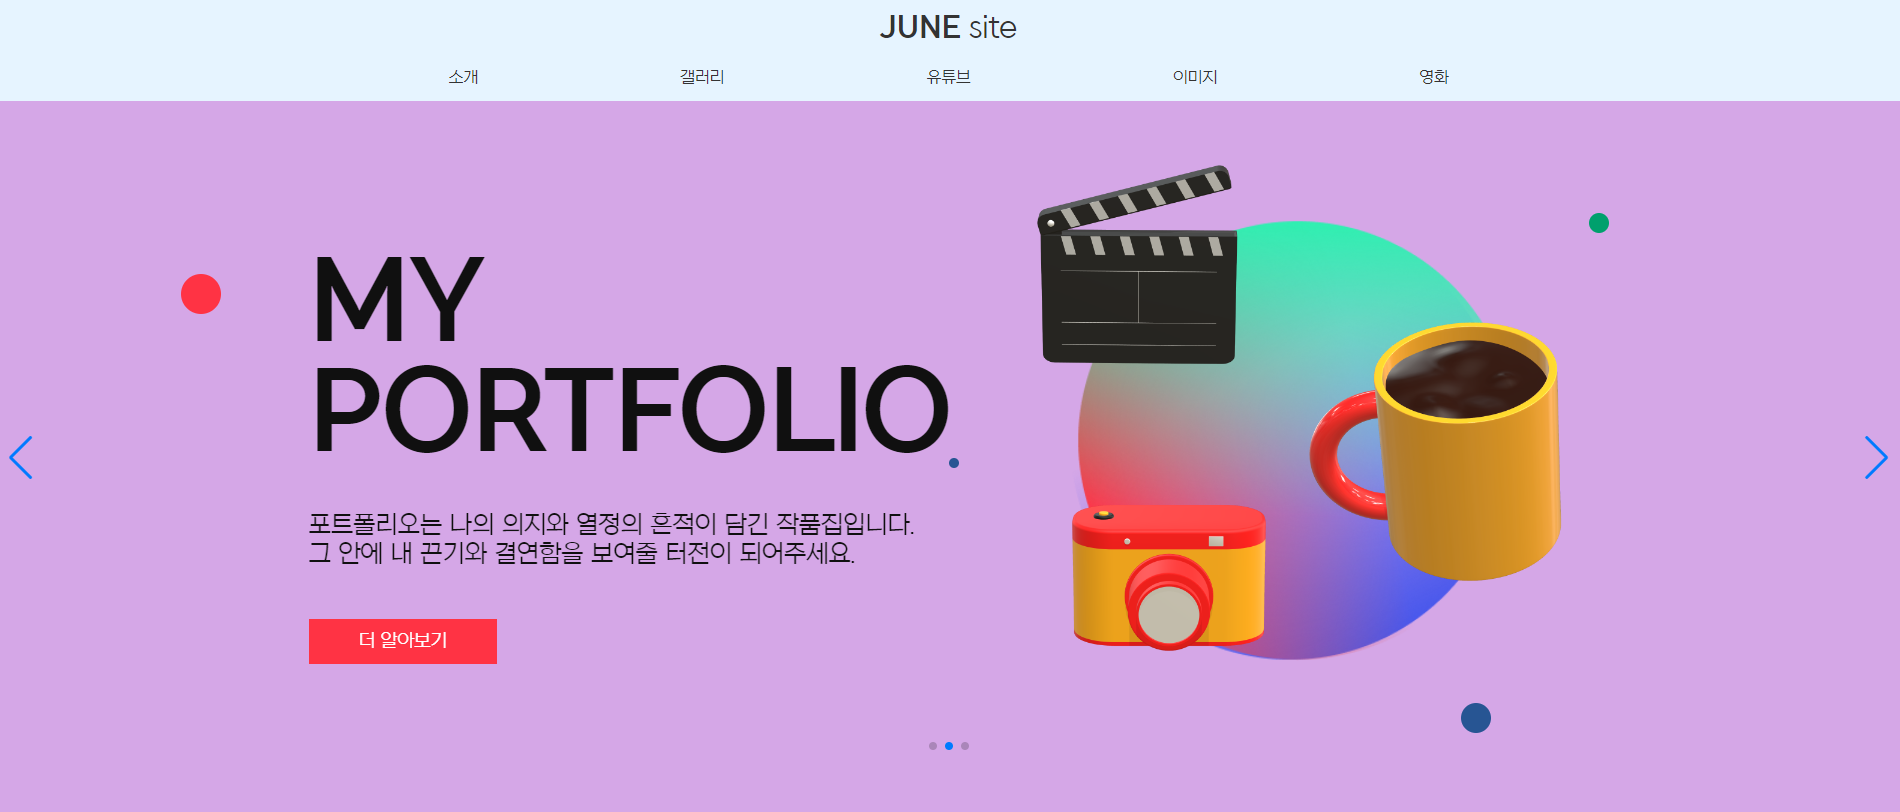 JUNE site
소개 갤러리 유튜브 이미지 영화
MY
PORTFOLIO
포트폴리오는 나의 의지와 열정의 흔적이 담긴 작품집입니다.
그 안에 내 끈기와 결연함을 보여줄 터전이 되어주세요.
더 알아보기